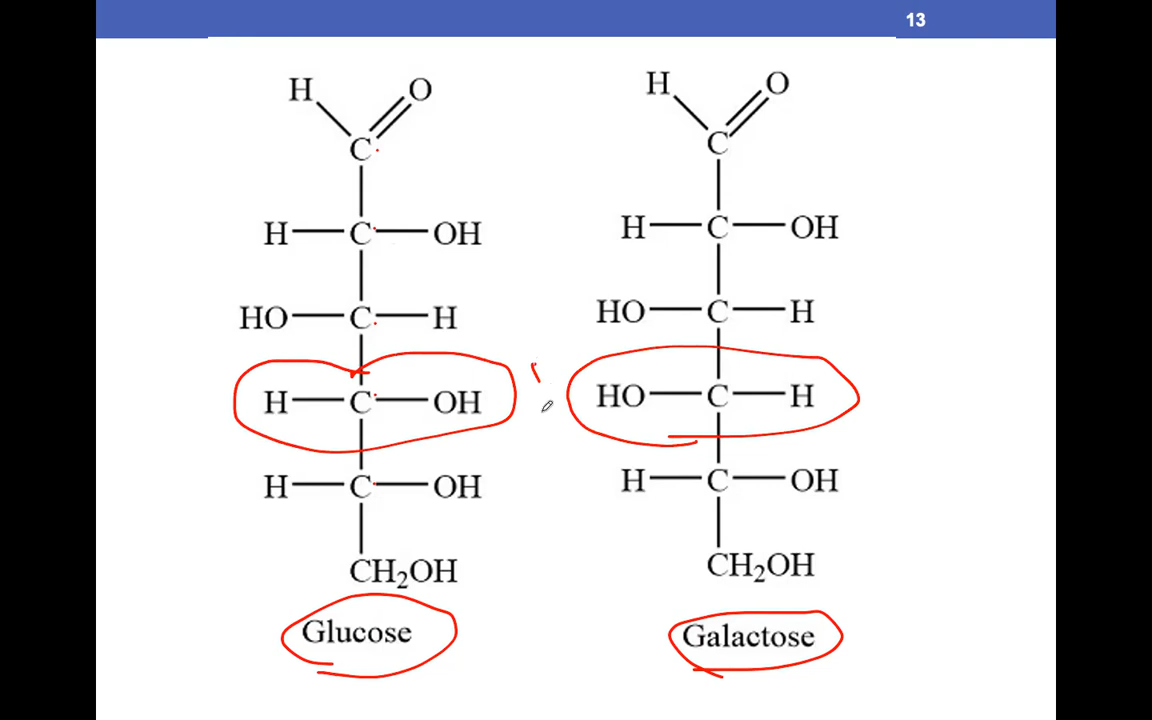 13
H O H O
C C
H C OH H C OH
HO C H HO C H
H C OH HO C H
H C OH H C OH
CH₂OH CH₂OH
Glucose Galactose